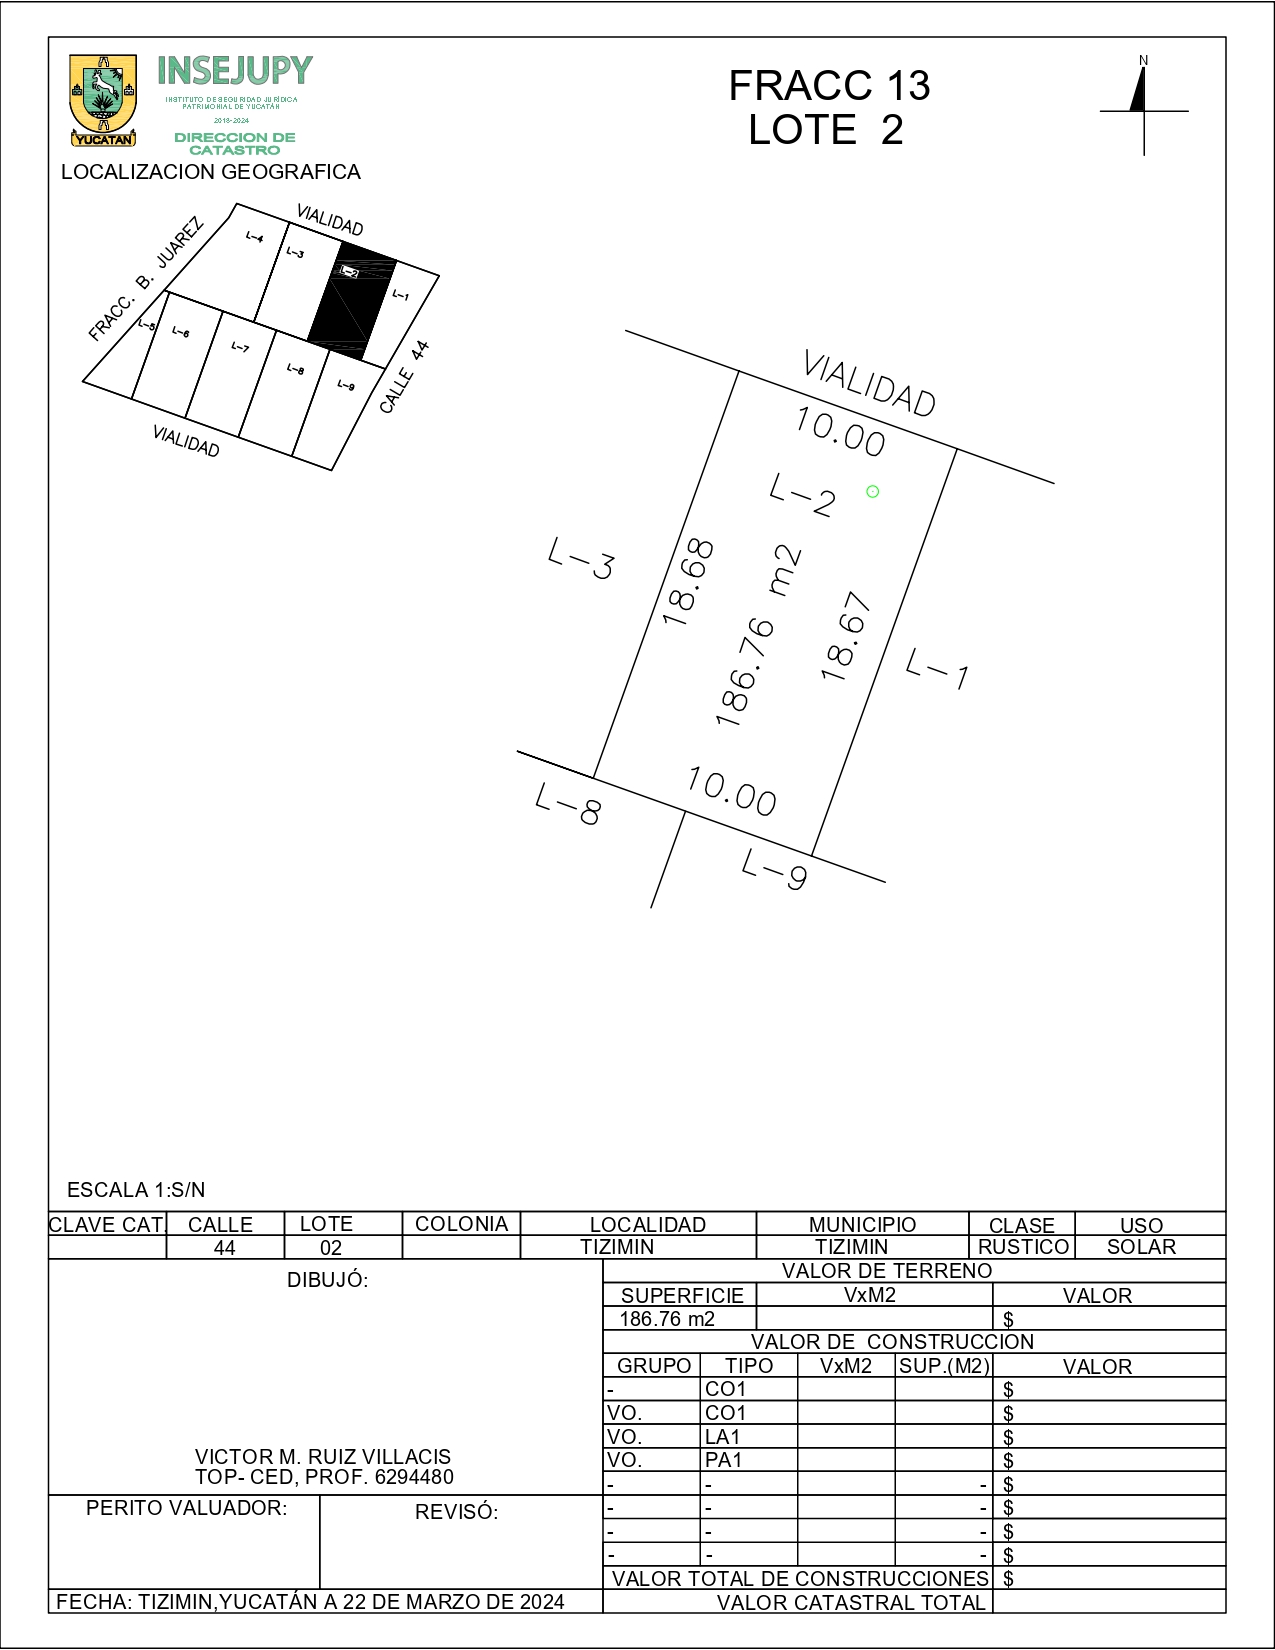 YUCATAN
INSEJUPY
INSTITUTO DE SEGURIDAD JURÍDICA
PATRIMONIAL DE YUCATÁN
2018-2024
DIRECCION DE
CATASTRO
FRACC 13
LOTE 2
N
LOCALIZACION GEOGRAFICA
VIALIDAD
FRACC. B. JUAREZ
L-4
L-3
L-2
L-1
L-5
L-6
L-7
L-8
L-9
CALLE 44
VIALIDAD
VIALIDAD
10.00
L-2
L-3
18.68
186.76 m2
18.67
L-1
10.00
L-8
L-9
ESCALA 1:S/N
CLAVE CAT. CALLE LOTE COLONIA LOCALIDAD MUNICIPIO CLASE USO
44 02 TIZIMIN TIZIMIN RUSTICO SOLAR
DIBUJÓ:
VICTOR M. RUIZ VILLACIS
TOP- CED, PROF. 6294480
PERITO VALUADOR: REVISÓ:
FECHA: TIZIMIN,YUCATÁN A 22 DE MARZO DE 2024
VALOR DE TERRENO
SUPERFICIE VxM2 VALOR
186.76 m2 $
VALOR DE CONSTRUCCION
GRUPO TIPO VxM2 SUP.(M2) VALOR
- CO1 $
VO. CO1 $
VO. LA1 $
VO. PA1 $
- - - $
- - - $
- - - $
- - - $
VALOR TOTAL DE CONSTRUCCIONES $
VALOR CATASTRAL TOTAL